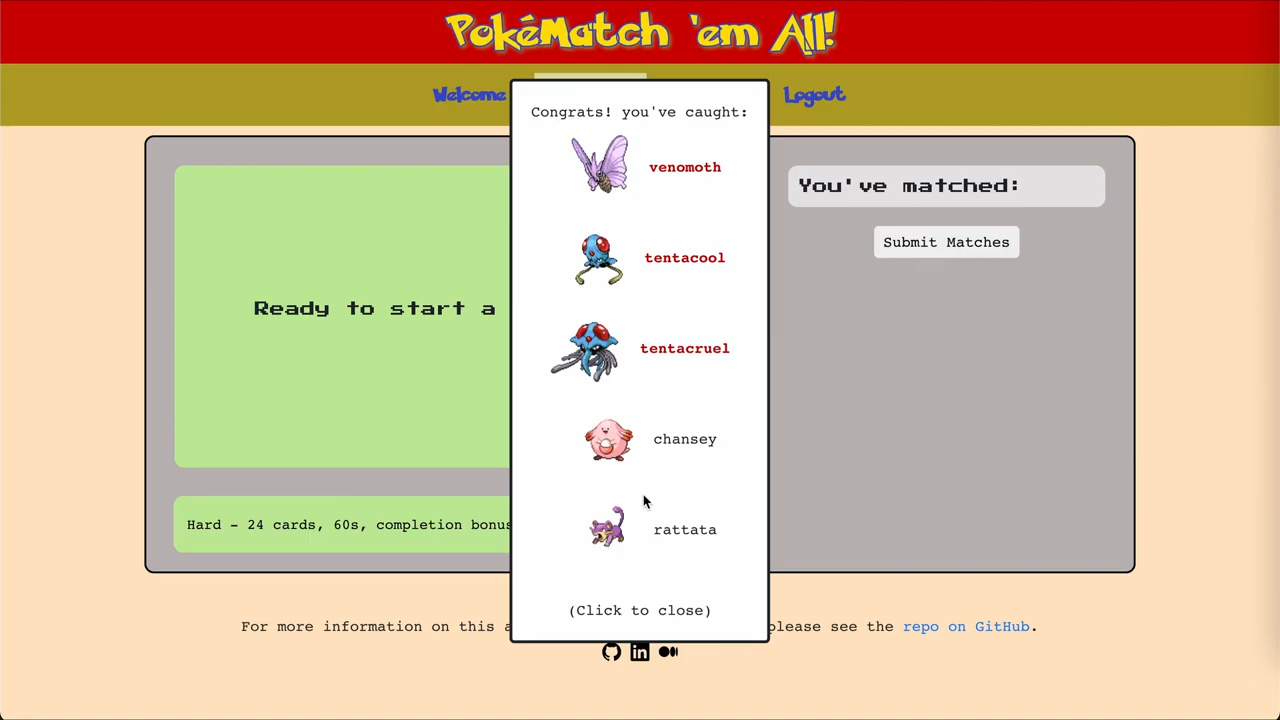 PokéMatch 'em All!
Welcome
Logout
Congrats! you've caught:
venomoth
tentacool
tentacruel
chansey
rattata
(Click to close)
Ready to start a
Hard - 24 cards, 60s, completion bonus
You've matched:
Submit Matches
For more information on this a
please see the repo on GitHub.
in